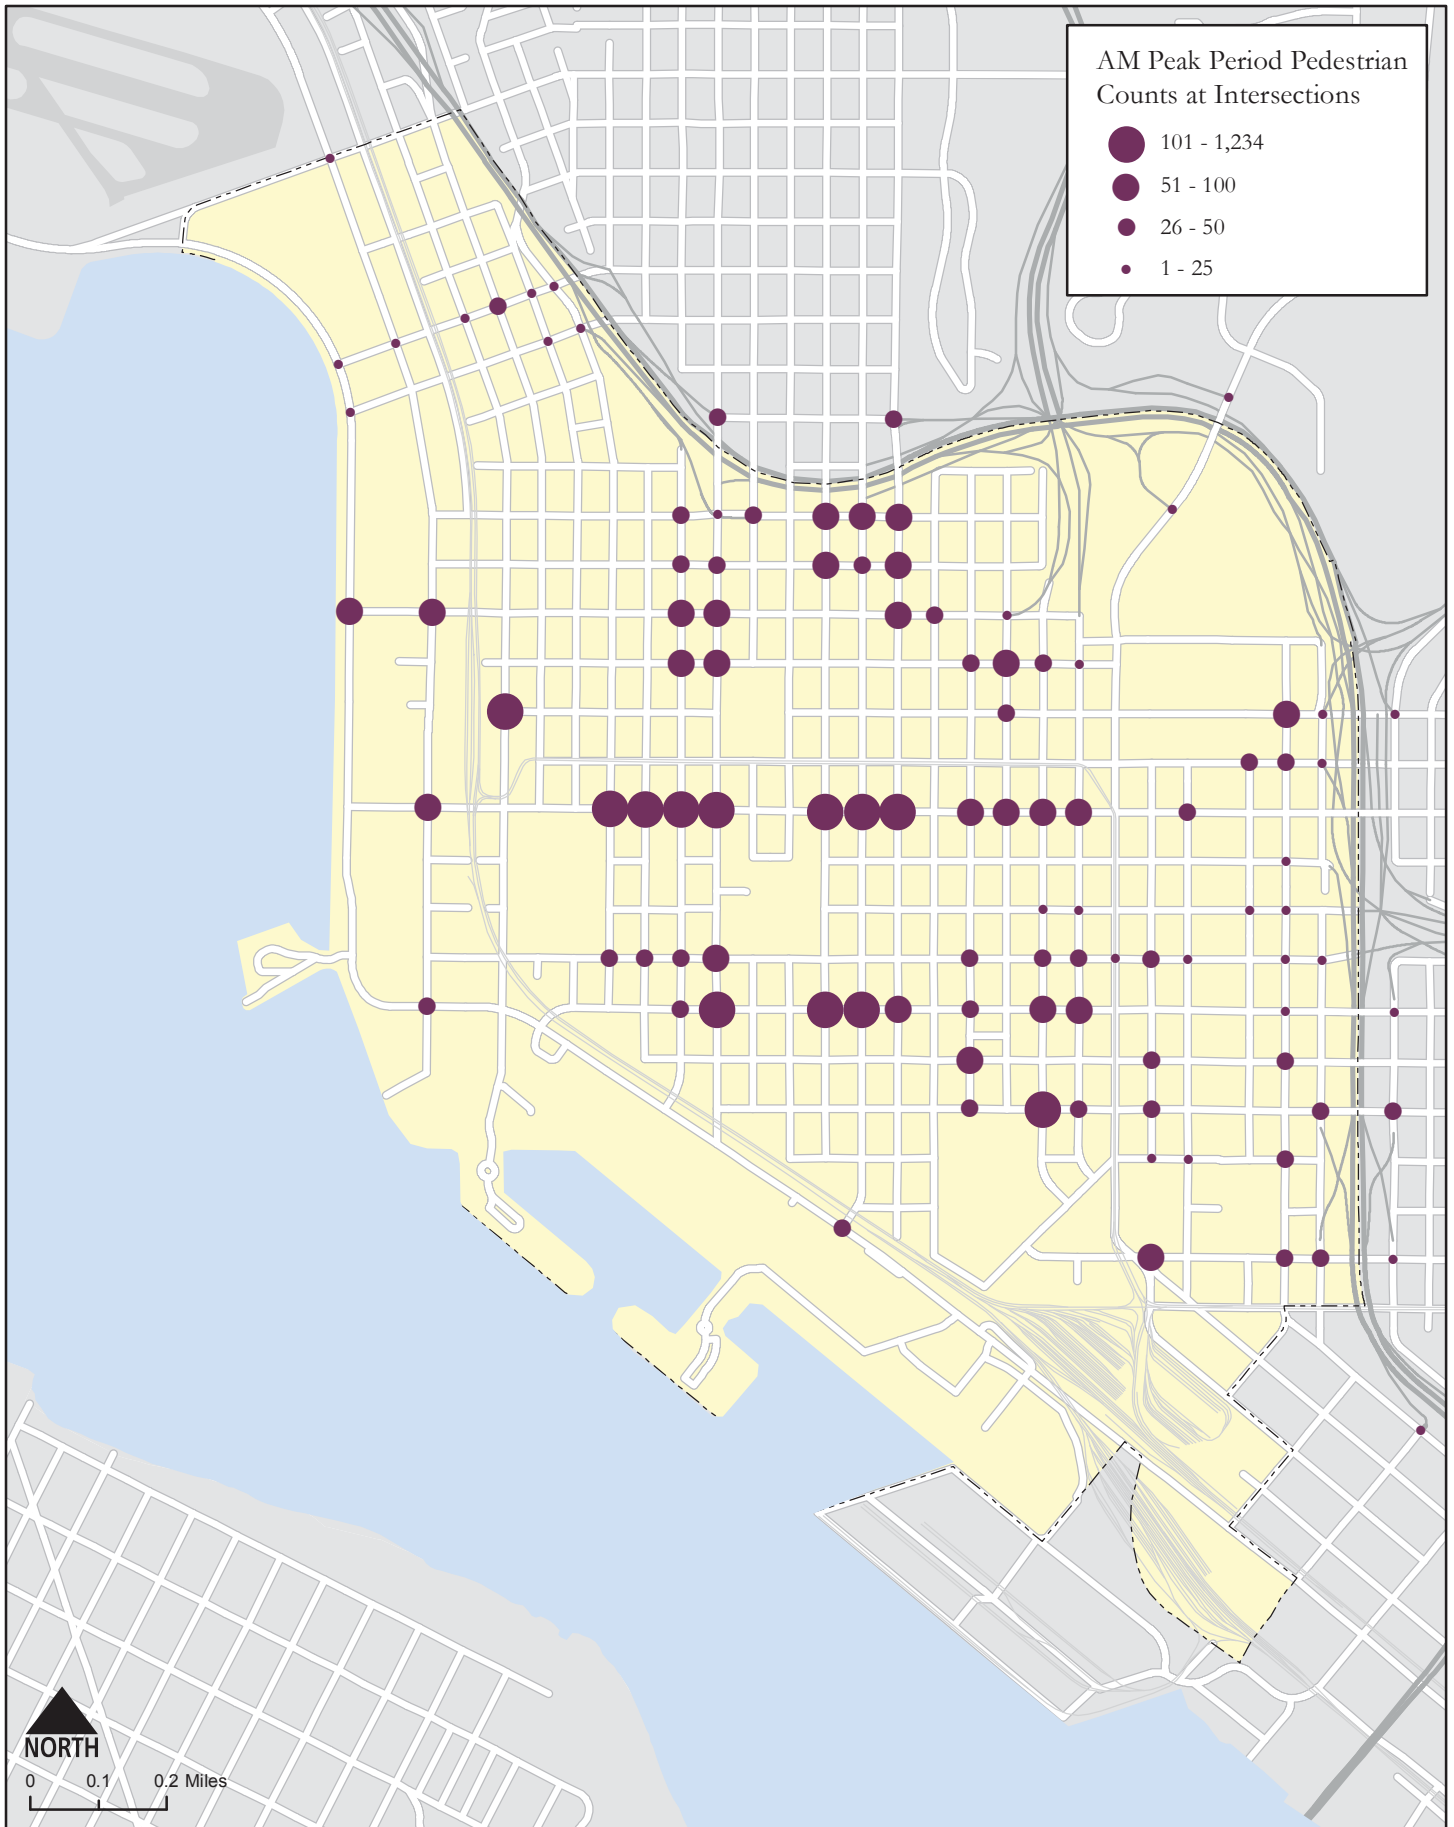 AM Peak Period Pedestrian
Counts at Intersections
101 - 1,234
51 - 100
26 - 50
1 - 25
NORTH
0 0.1 0.2 Miles